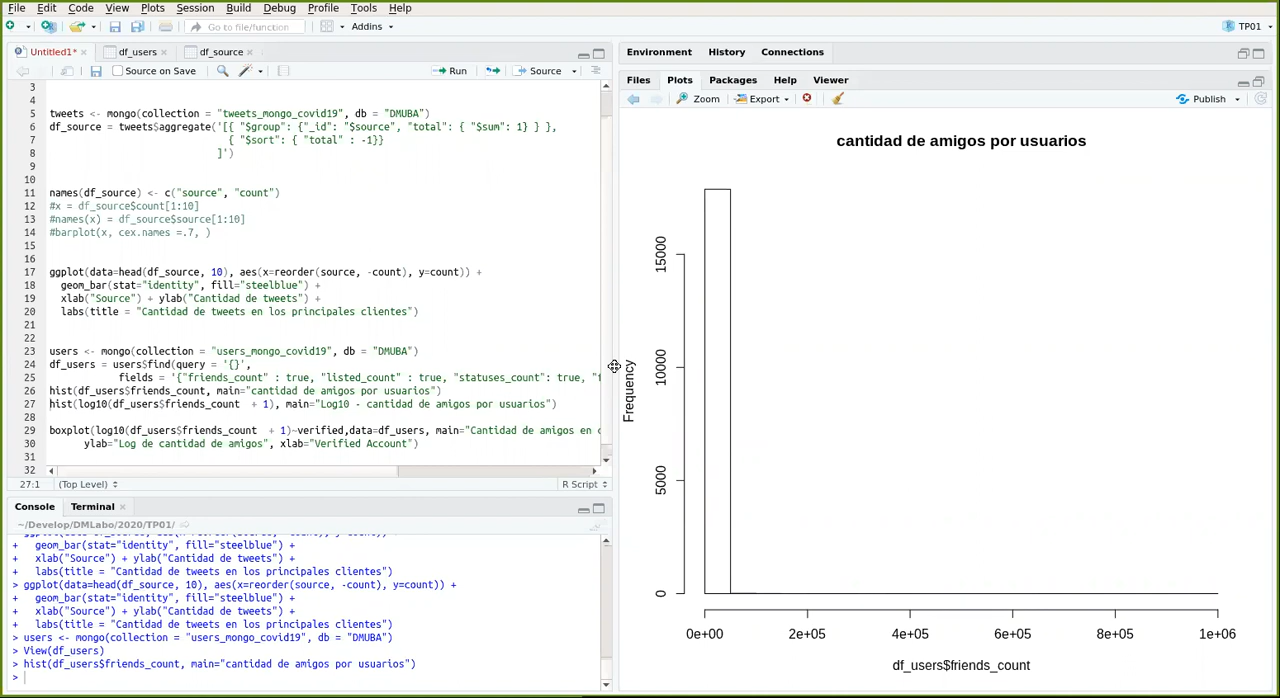 File Edit Code View Plots Session Build Debug Profile Tools Help
Go to file/function Addins TP01
Untitled1* df_users df_source
Source on Save Run Source
3
4
5 tweets <- mongo(collection = "tweets_mongo_covid19", db = "DMUBA")
6 df_source = tweets$aggregate('[{ "$group": {"_id": "$source", "total": { "$sum": 1} } },
7 { "$sort": { "total" : -1}}
8 ]')
9
10
11 names(df_source) <- c("source", "count")
12 #x = df_source$count[1:10]
13 #names(x) = df_source$source[1:10]
14 #barplot(x, cex.names =.7, )
15
16
17 ggplot(data=head(df_source, 10), aes(x=reorder(source, -count), y=count)) +
18 geom_bar(stat="identity", fill="steelblue") +
19 xlab("Source") + ylab("Cantidad de tweets") +
20 labs(title = "Cantidad de tweets en los principales clientes")
21
22
23 users <- mongo(collection = "users_mongo_covid19", db = "DMUBA")
24 df_users = users$find(query = '{}',
25 fields = '{"friends_count" : true, "listed_count" : true, "statuses_count": true, "f
26 hist(df_users$friends_count, main="cantidad de amigos por usuarios")
27 hist(log10(df_users$friends_count + 1), main="Log10 - cantidad de amigos por usuarios")
28
29 boxplot(log10(df_users$friends_count + 1)~verified,data=df_users, main="Cantidad de amigos en c
30 ylab="Log de cantidad de amigos", xlab="Verified Account")
31
32
27:1 (Top Level) R Script
Console Terminal
~/Develop/DMLabo/2020/TP01/
+ geom_bar(stat="identity", fill="steelblue") +
+ xlab("Source") + ylab("Cantidad de tweets") +
+ labs(title = "Cantidad de tweets en los principales clientes")
> ggplot(data=head(df_source, 10), aes(x=reorder(source, -count), y=count)) +
+ geom_bar(stat="identity", fill="steelblue") +
+ xlab("Source") + ylab("Cantidad de tweets") +
+ labs(title = "Cantidad de tweets en los principales clientes")
> users <- mongo(collection = "users_mongo_covid19", db = "DMUBA")
> View(df_users)
> hist(df_users$friends_count, main="cantidad de amigos por usuarios")
>
Environment History Connections
Files Plots Packages Help Viewer
Zoom Export Publish
cantidad de amigos por usuarios
Frequency
15000
10000
5000
0
0e+00 2e+05 4e+05 6e+05 8e+05 1e+06
df_users$friends_count